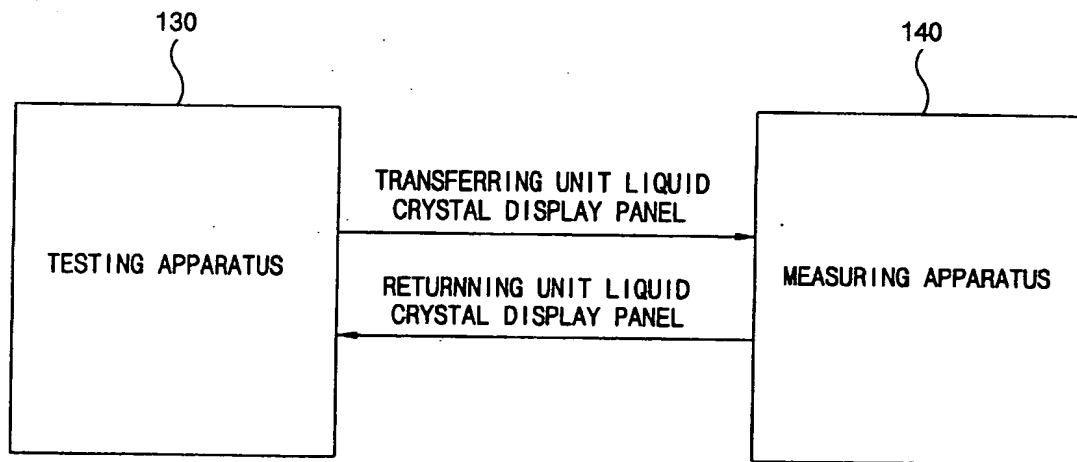 130
140
TRANSFERRING UNIT LIQUID
CRYSTAL DISPLAY PANEL
TESTING APPARATUS
MEASURING APPARATUS
RETURNNING UNIT LIQUID
CRYSTAL DISPLAY PANEL